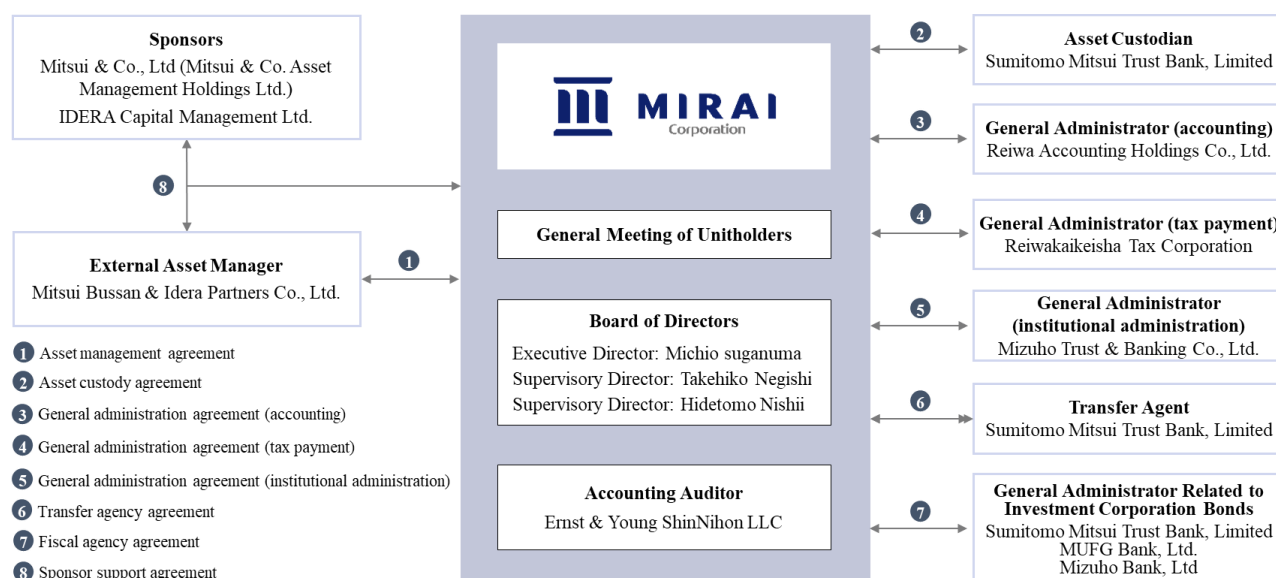 Sponsors
Mitsui & Co., Ltd (Mitsui & Co. Asset
Management Holdings Ltd.)
IDERA Capital Management Ltd.
8
External Asset Manager
Mitsui Bussan & Idera Partners Co., Ltd.
1
1 Asset management agreement
2 Asset custody agreement
3 General administration agreement (accounting)
4 General administration agreement (tax payment)
5 General administration agreement (institutional administration)
6 Transfer agency agreement
7 Fiscal agency agreement
8 Sponsor support agreement
MIRAI
Corporation
General Meeting of Unitholders
Board of Directors
Executive Director: Michio suganuma
Supervisory Director: Takehiko Negishi
Supervisory Director: Hidetomo Nishii
Accounting Auditor
Ernst & Young ShinNihon LLC
2
Asset Custodian
Sumitomo Mitsui Trust Bank, Limited
3
General Administrator (accounting)
Reiwa Accounting Holdings Co., Ltd.
4
General Administrator (tax payment)
Reiwakaikeisha Tax Corporation
5
General Administrator
(institutional administration)
Mizuho Trust & Banking Co., Ltd.
6
Transfer Agent
Sumitomo Mitsui Trust Bank, Limited
7
General Administrator Related to
Investment Corporation Bonds
Sumitomo Mitsui Trust Bank, Limited
MUFG Bank, Ltd.
Mizuho Bank, Ltd